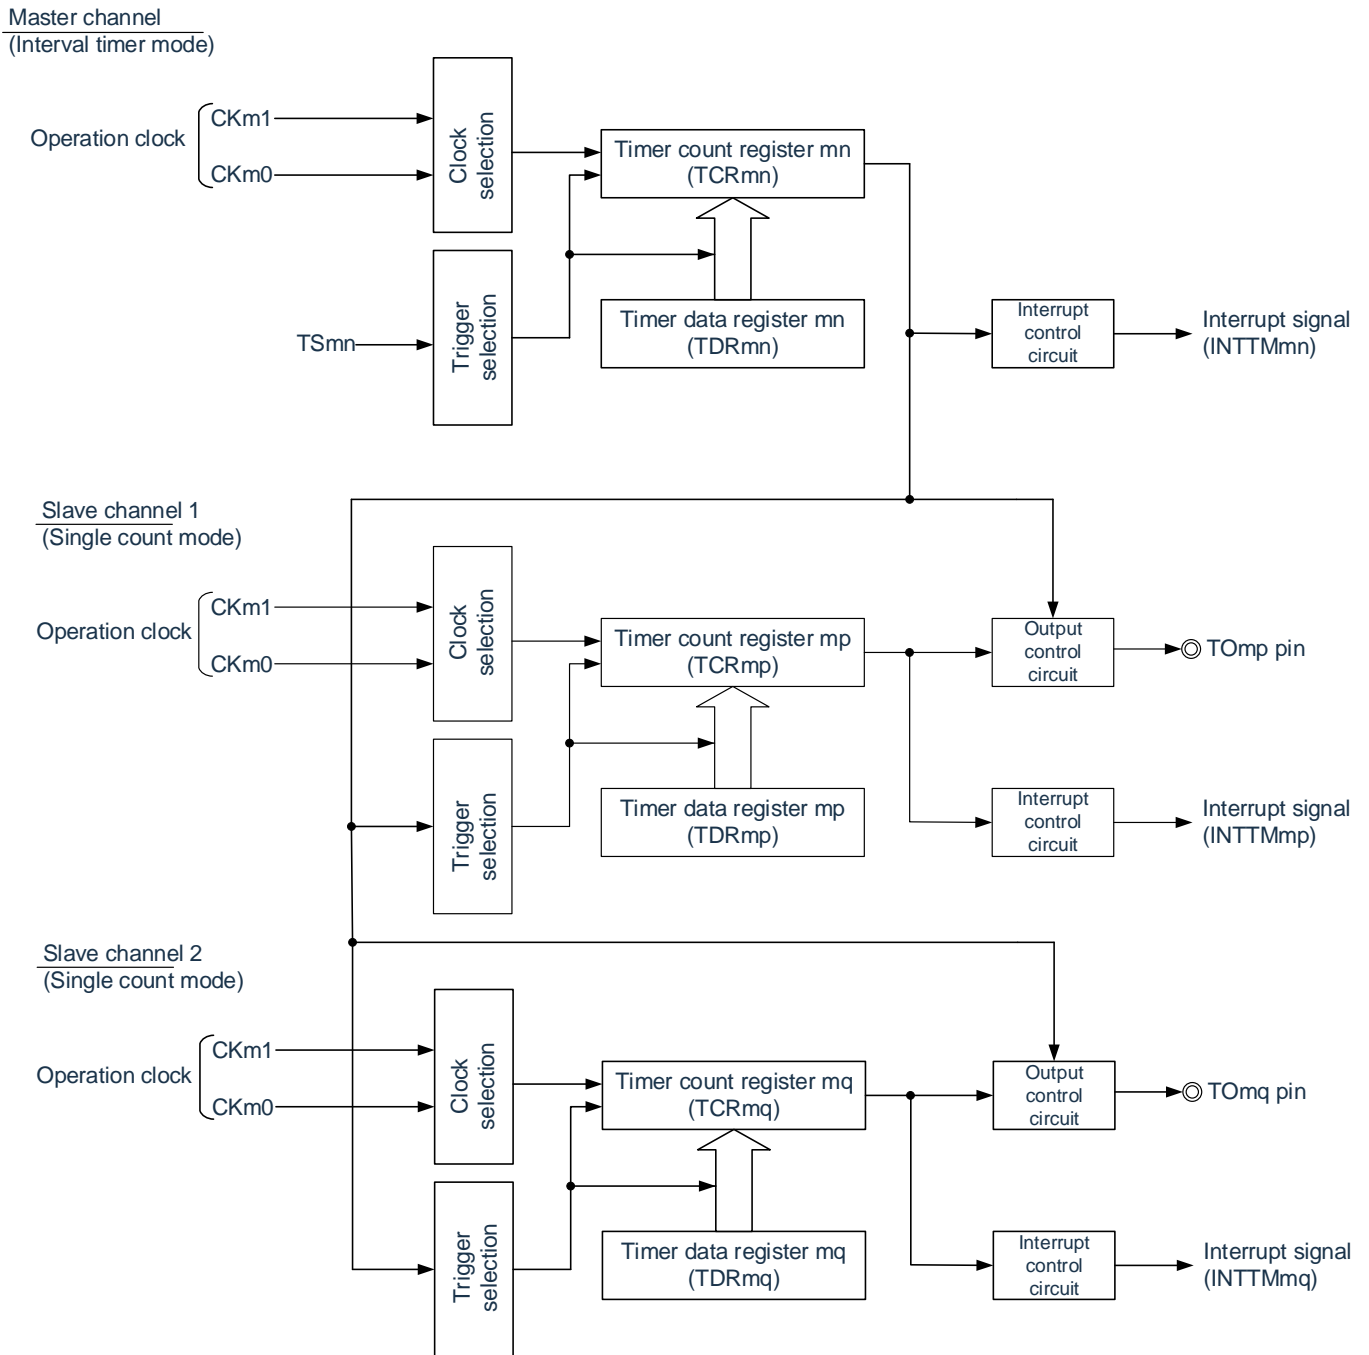 Master channel
(Interval timer mode)
Operation clock
CKm1
CKm0
Clock
selection
Timer count register mn
(TCRmn)
TSmn
Trigger
selection
Timer data register mn
(TDRmn)
Interrupt
control
circuit
Interrupt signal
(INTTMmn)
Slave channel 1
(Single count mode)
Operation clock
CKm1
CKm0
Clock
selection
Timer count register mp
(TCRmp)
Output
control
circuit
TOmp pin
Trigger
selection
Timer data register mp
(TDRmp)
Interrupt
control
circuit
Interrupt signal
(INTTMmp)
Slave channel 2
(Single count mode)
Operation clock
CKm1
CKm0
Clock
selection
Timer count register mq
(TCRmq)
Output
control
circuit
TOmq pin
Trigger
selection
Timer data register mq
(TDRmq)
Interrupt
control
circuit
Interrupt signal
(INTTMmq)